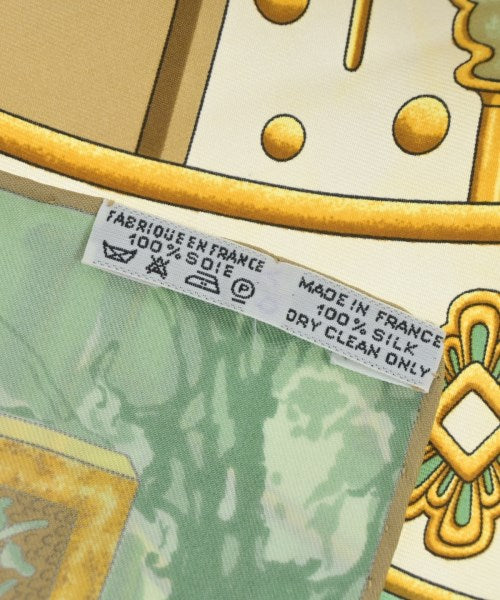 FABRIQUE EN FRANCE
100% SOIE
P
MADE IN FRANCE
100% SILK
DRY CLEAN ONLY